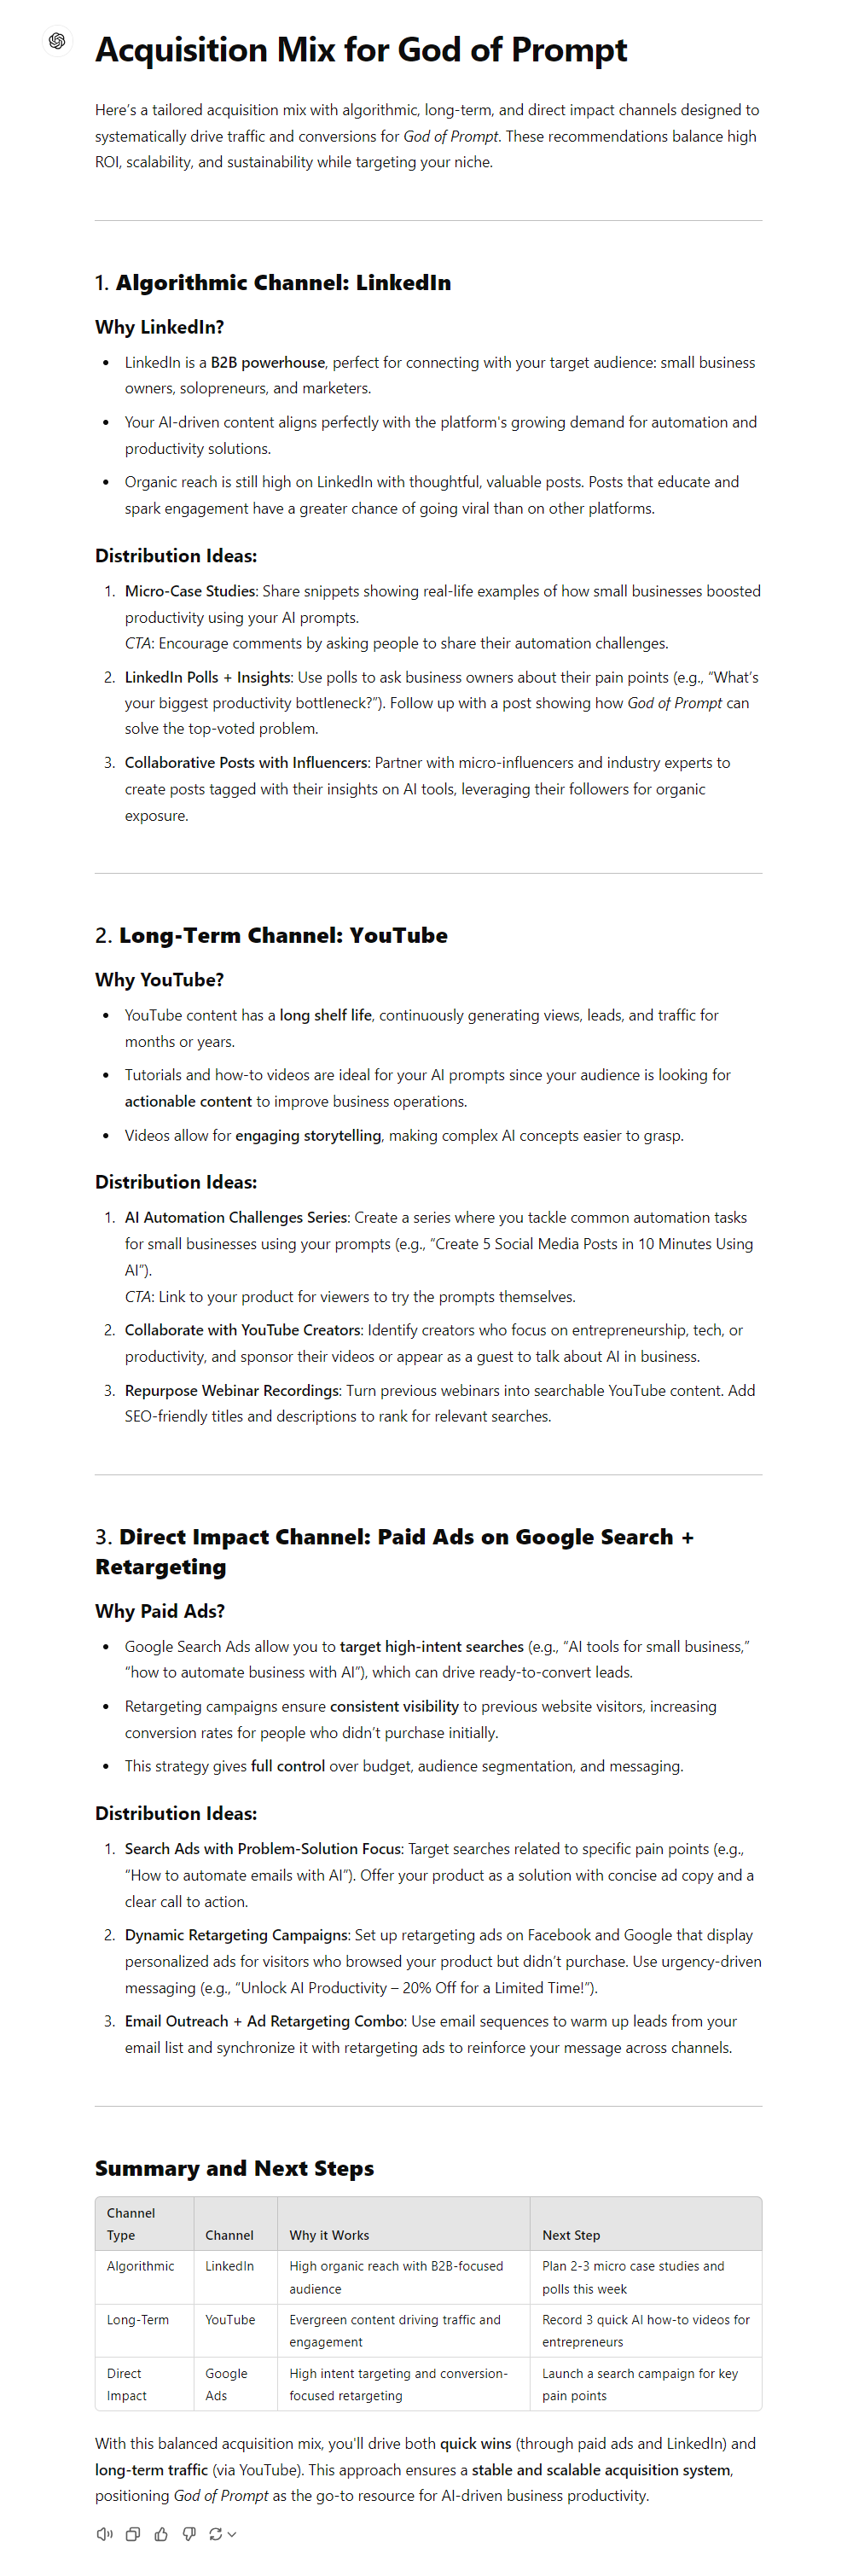 Acquisition Mix for God of Prompt
Here's a tailored acquisition mix with algorithmic, long-term, and direct impact channels designed to
systematically drive traffic and conversions for God of Prompt. These recommendations balance high
ROI, scalability, and sustainability while targeting your niche.
1. Algorithmic Channel: LinkedIn
Why LinkedIn?
• LinkedIn is a B2B powerhouse, perfect for connecting with your target audience: small business
owners, solopreneurs, and marketers.
• Your AI-driven content aligns perfectly with the platform's growing demand for automation and
productivity solutions.
• Organic reach is still high on LinkedIn with thoughtful, valuable posts. Posts that educate and
spark engagement have a greater chance of going viral than on other platforms.
Distribution Ideas:
1. Micro-Case Studies: Share snippets showing real-life examples of how small businesses boosted
productivity using your AI prompts.
CTA: Encourage comments by asking people to share their automation challenges.
2. LinkedIn Polls + Insights: Use polls to ask business owners about their pain points (e.g., “What’s
your biggest productivity bottleneck?”). Follow up with a post showing how God of Prompt can
solve the top-voted problem.
3. Collaborative Posts with Influencers: Partner with micro-influencers and industry experts to
create posts tagged with their insights on AI tools, leveraging their followers for organic
exposure.
2. Long-Term Channel: YouTube
Why YouTube?
• YouTube content has a long shelf life, continuously generating views, leads, and traffic for
months or years.
• Tutorials and how-to videos are ideal for your AI prompts since your audience is looking for
actionable content to improve business operations.
• Videos allow for engaging storytelling, making complex AI concepts easier to grasp.
Distribution Ideas:
1. AI Automation Challenges Series: Create a series where you tackle common automation tasks
for small businesses using your prompts (e.g., “Create 5 Social Media Posts in 10 Minutes Using
AI”).
CTA: Link to your product for viewers to try the prompts themselves.
2. Collaborate with YouTube Creators: Identify creators who focus on entrepreneurship, tech, or
productivity, and sponsor their videos or appear as a guest to talk about AI in business.
3. Repurpose Webinar Recordings: Turn previous webinars into searchable YouTube content. Add
SEO-friendly titles and descriptions to rank for relevant searches.
3. Direct Impact Channel: Paid Ads on Google Search +
Retargeting
Why Paid Ads?
• Google Search Ads allow you to target high-intent searches (e.g., “AI tools for small business,”
“how to automate business with AI”), which can drive ready-to-convert leads.
• Retargeting campaigns ensure consistent visibility to previous website visitors, increasing
conversion rates for people who didn’t purchase initially.
• This strategy gives full control over budget, audience segmentation, and messaging.
Distribution Ideas:
1. Search Ads with Problem-Solution Focus: Target searches related to specific pain points (e.g.,
“How to automate emails with AI”). Offer your product as a solution with concise ad copy and a
clear call to action.
2. Dynamic Retargeting Campaigns: Set up retargeting ads on Facebook and Google that display
personalized ads for visitors who browsed your product but didn’t purchase. Use urgency-driven
messaging (e.g., “Unlock AI Productivity – 20% Off for a Limited Time!”).
3. Email Outreach + Ad Retargeting Combo: Use email sequences to warm up leads from your
email list and synchronize it with retargeting ads to reinforce your message across channels.
Summary and Next Steps
Channel
Type
Channel
Why it Works
Next Step
Algorithmic
LinkedIn
High organic reach with B2B-focused
audience
Plan 2-3 micro case studies and
polls this week
Long-Term
YouTube
Evergreen content driving traffic and
engagement
Record 3 quick AI how-to videos for
entrepreneurs
Direct
Impact
Google
Ads
High intent targeting and conversion-
focused retargeting
Launch a search campaign for key
pain points
With this balanced acquisition mix, you'll drive both quick wins (through paid ads and LinkedIn) and
long-term traffic (via YouTube). This approach ensures a stable and scalable acquisition system,
positioning God of Prompt as the go-to resource for AI-driven business productivity.